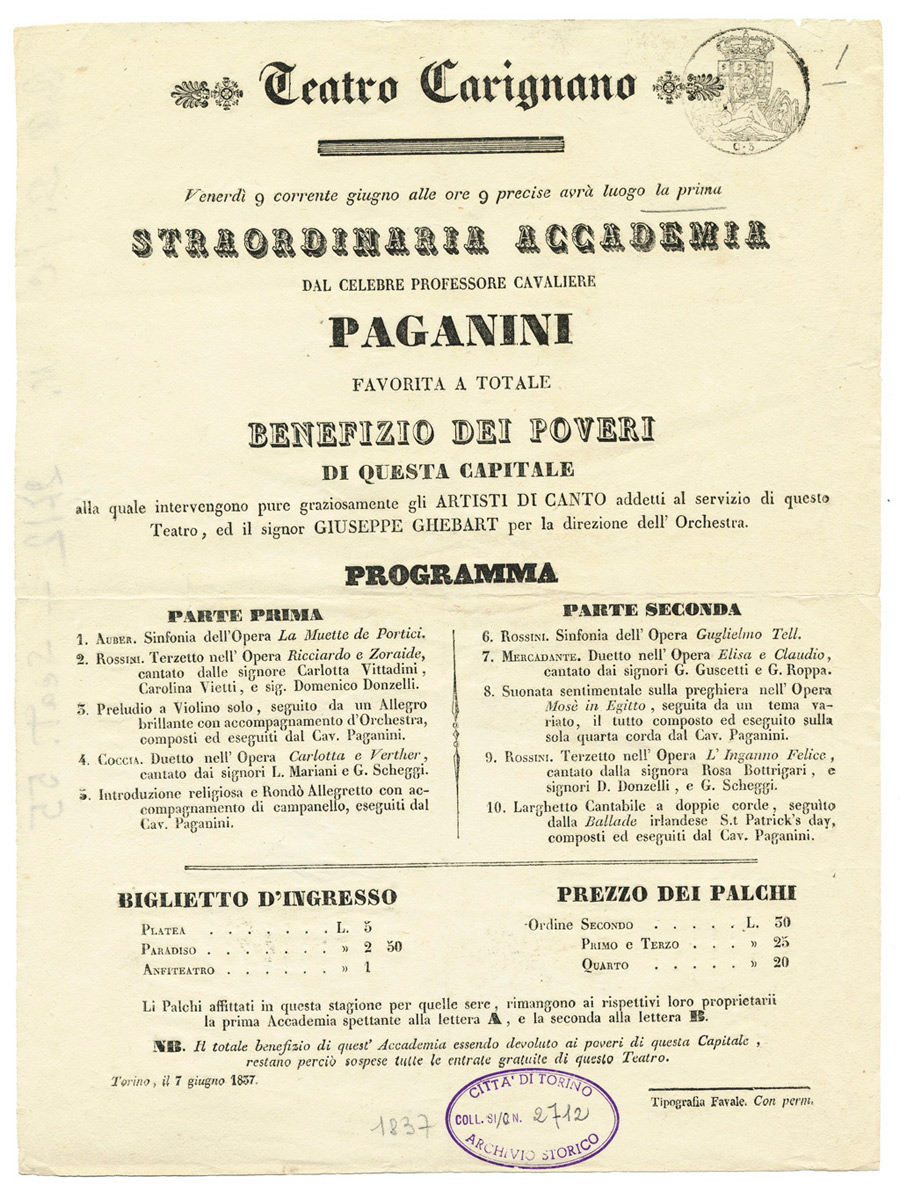 Teatro Carignano
1
C. 5
Venerdì 9 corrente giugno alle ore 9 precise avrà luogo la prima
STRAORDINARIA ACCADEMIA
DAL CELEBRE PROFESSORE CAVALIERE
PAGANINI
FAVORITA A TOTALE
BENEFIZIO DEI POVERI
DI QUESTA CAPITALE
alla quale intervengono pure graziosamente gli ARTISTI DI CANTO addetti al servizio di questo
Teatro, ed il signor GIUSEPPE GHEBART per la direzione dell' Orchestra.
PROGRAMMA
PARTE PRIMA
1. AUBER. Sinfonia dell'Opera La Muette de Portici.
2. ROSSINI. Terzetto nell' Opera Ricciardo e Zoraide,
cantato dalle signore Carlotta Vittadini,
Carolina Vietti, e sig. Domenico Donzelli.
3. Preludio a Violino solo, seguito da un Allegro
brillante con accompagnamento d'Orchestra,
composti ed eseguiti dal Cav. Paganini.
4. COCCIA. Duetto nell' Opera Carlotta e Verther,
cantato dai signori L. Mariani e G. Scheggi.
5. Introduzione religiosa e Rondò Allegretto con ac-
compagnamento di campanello, eseguiti dal
Cav. Paganini.
PARTE SECONDA
6. ROSSINI. Sinfonia dell' Opera Guglielmo Tell.
7. MERCADANTE. Duetto nell' Opera Elisa e Claudio,
cantato dai signori G. Guscetti e G. Roppa.
8. Suonata sentimentale sulla preghiera nell' Opera
Mosè in Egitto, seguita da un tema va-
riato, il tutto composto ed eseguito sulla
sola quarta corda dal Cav. Paganini.
9. ROSSINI. Terzetto nell' Opera L' Inganno Felice,
cantato dalla signora Rosa Bottrigari, e
signori D. Donzelli, e G. Scheggi.
10. Larghetto Cantabile a doppie corde, seguìto
dalla Ballade irlandese S.t Patrick's day,
composti ed eseguiti dal Cav. Paganini.
BIGLIETTO D'INGRESSO
PLATEA . . . . . . . L. 5
PARADISO . . . . . . . » 2 50
ANFITEATRO . . . . . . » 1
PREZZO DEI PALCHI
Ordine SECONDO . . . . . L. 30
PRIMO E TERZO . . . » 25
QUARTO . . . . . » 20
Li Palchi affittati in questa stagione per quelle sere, rimangono ai rispettivi loro proprietarii
la prima Accademia spettante alla lettera A, e la seconda alla lettera B.
NB. Il totale benefizio di quest' Accademia essendo devoluto ai poveri di questa Capitale,
restano perciò sospese tutte le entrate gratuite di questo Teatro.
Torino, il 7 giugno 1837.
Tipografia Favale. Con perm.
1837
CITTA' DI TORINO
COLL. SI/QN. 2712
ARCHIVIO STORICO